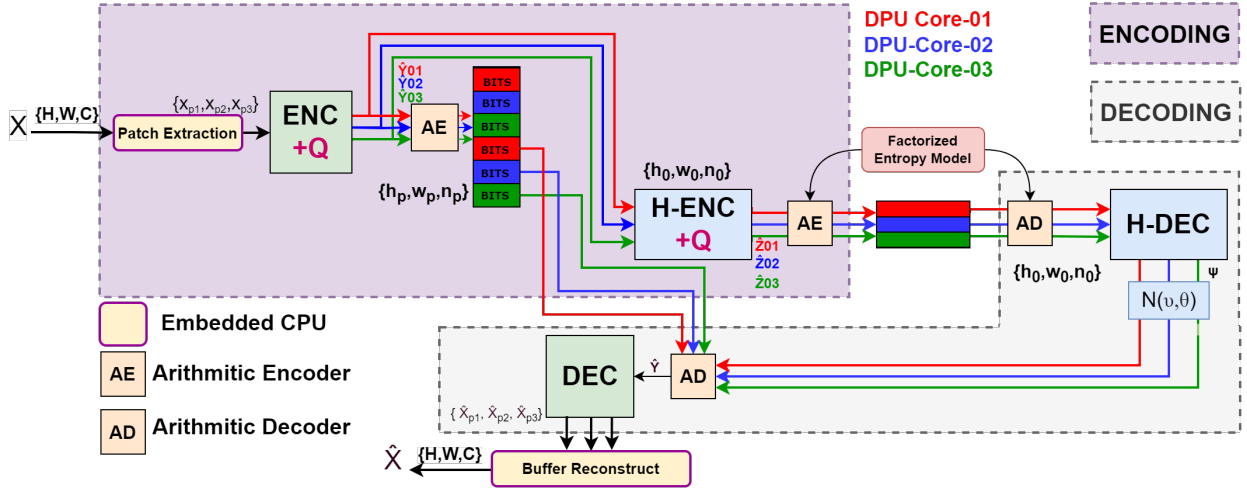 DPU Core-01
DPU-Core-02
DPU-Core-03
ENCODING
DECODING
X
{H,W,C}
Patch Extraction
{x_p1,x_p2,x_p3}
ENC
+Q
Ŷ01
Ŷ02
Ŷ03
AE
BITS
BITS
BITS
BITS
BITS
BITS
{h_p,w_p,n_p}
{h_0,w_0,n_0}
H-ENC
+Q
Ẑ01
Ẑ02
Ẑ03
AE
Factorized
Entropy Model
AD
{h_0,w_0,n_0}
H-DEC
Ψ
N(υ,θ)
AD
Ŷ
DEC
{ X̂_p1, X̂_p2, X̂_p3}
Buffer Reconstruct
{H,W,C}
X̂
Embedded CPU
AE
Arithmitic Encoder
AD
Arithmitic Decoder